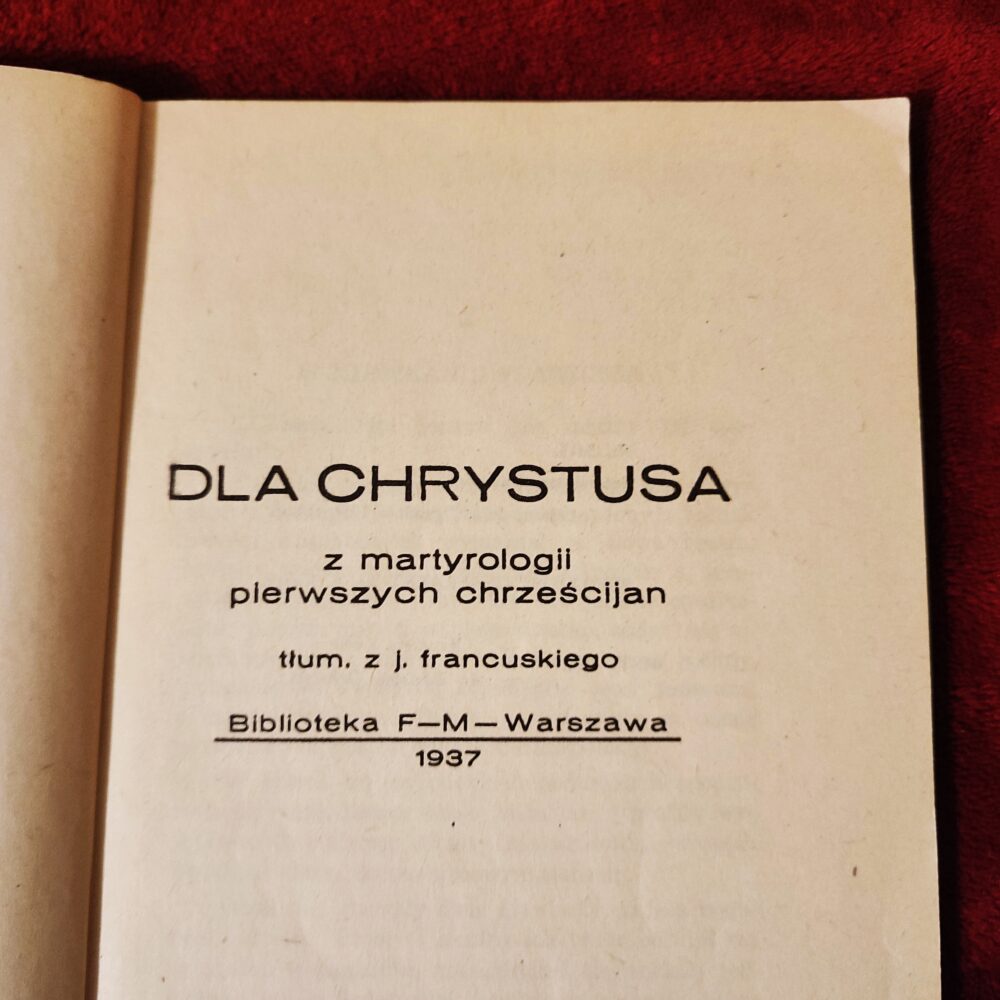 DLA CHRYSTUSA
z martyrologii
pierwszych chrześcijan
tłum. z j. francuskiego
Biblioteka F—M—Warszawa
1937